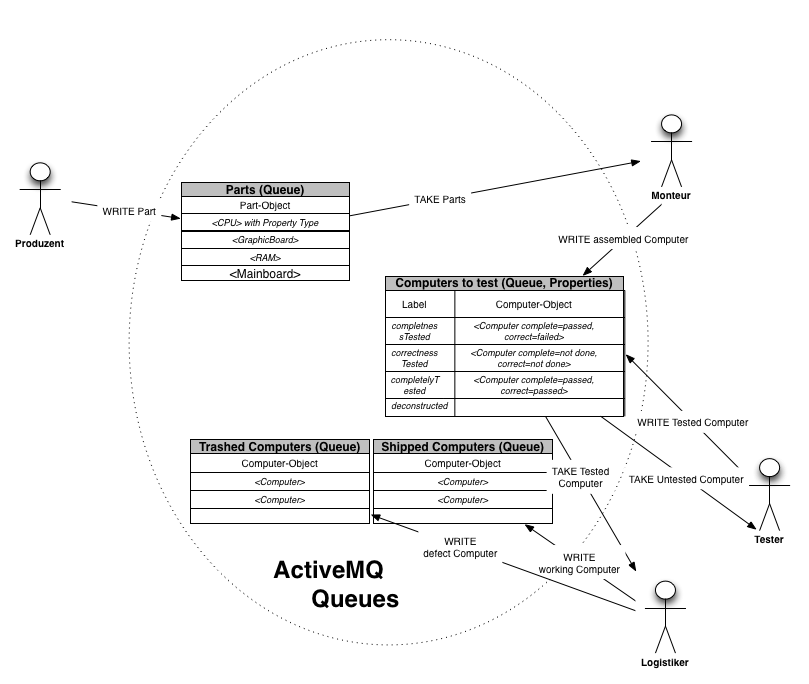 Produzent
WRITE Part
Parts (Queue)
Part-Object
<CPU> with Property Type
<GraphicBoard>
<RAM>
<Mainboard>
TAKE Parts
Monteur
WRITE assembled Computer
Computers to test (Queue, Properties)
Label
Computer-Object
completnes
sTested
<Computer complete=passed,
correct=failed>
correctness
Tested
<Computer complete=not done,
correct=not done>
completelyT
ested
<Computer complete=passed,
correct=passed>
deconstructed
WRITE Tested Computer
TAKE Untested Computer
Tester
TAKE Tested
Computer
Trashed Computers (Queue)
Computer-Object
<Computer>
<Computer>
Shipped Computers (Queue)
Computer-Object
<Computer>
<Computer>
WRITE
defect Computer
WRITE
working Computer
Logistiker
ActiveMQ
Queues